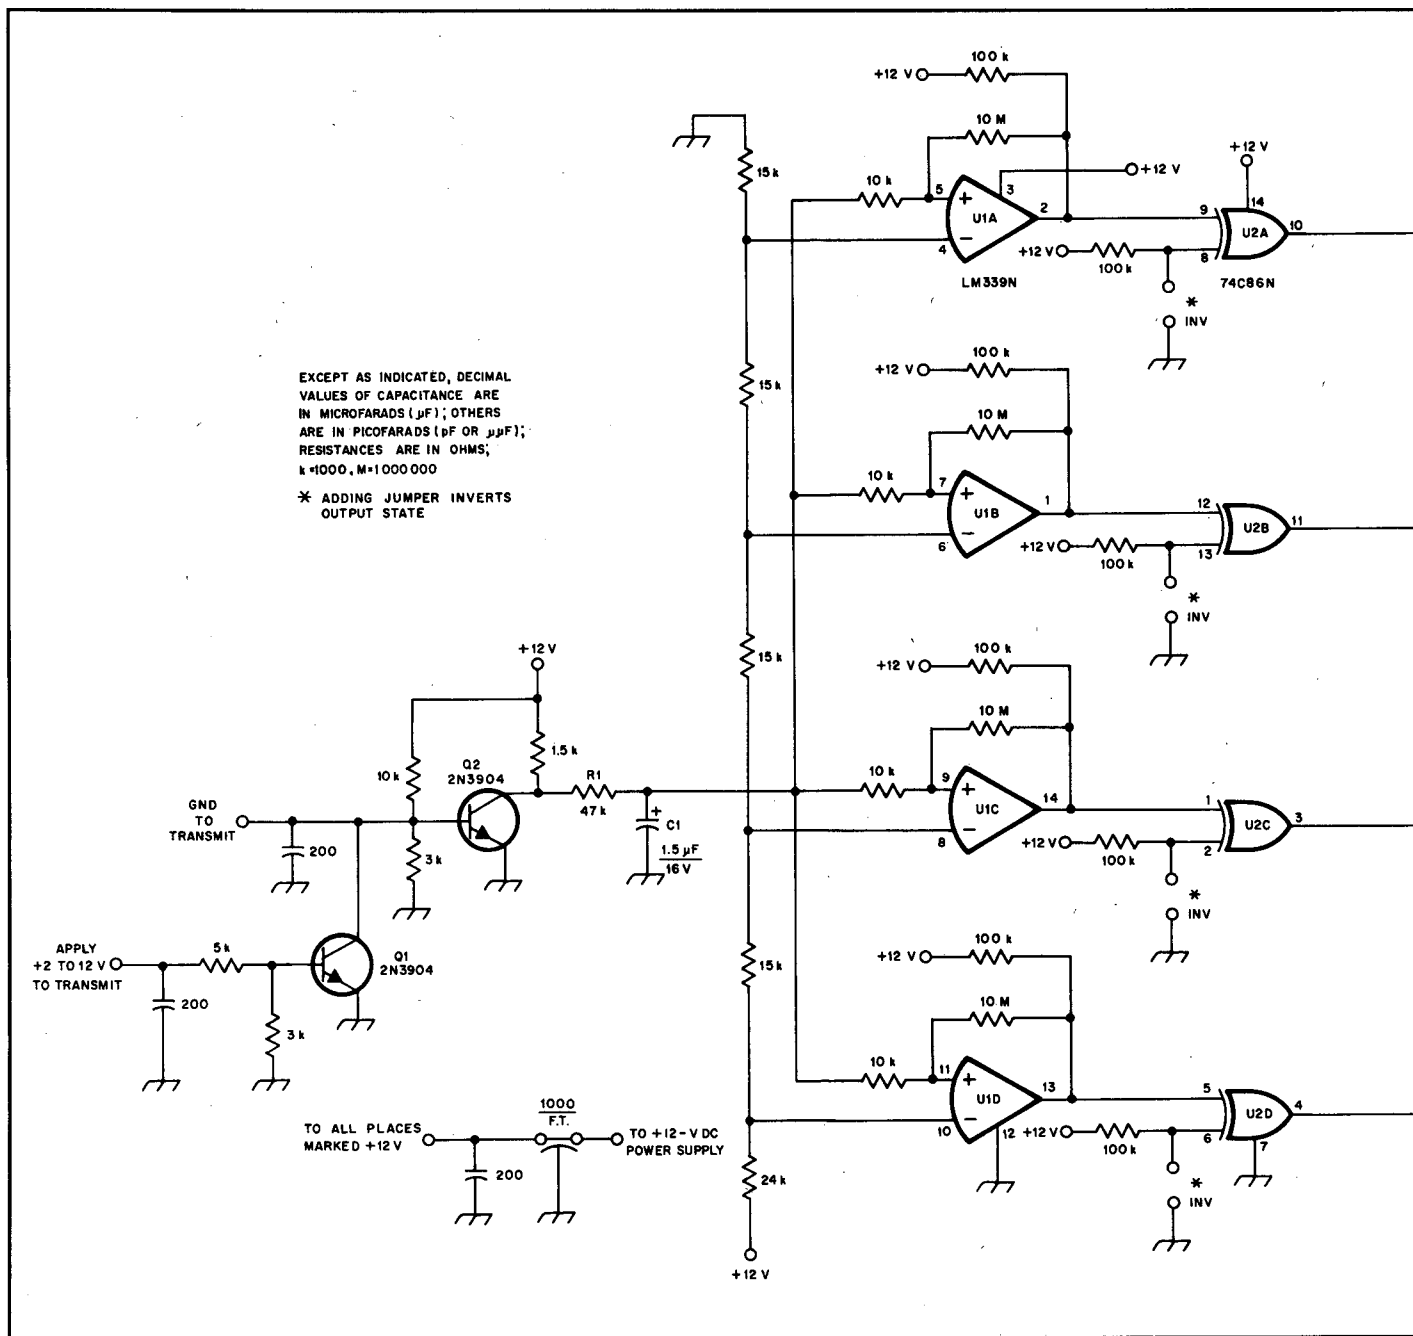 100 k
+12 V
10 M
+12 V
+12 V
15 k
10 k
5
+
3
U1A
2
-
4
LM339N
9
14
U2A
10
8
+12 V
100 k
74C86N
*
INV
EXCEPT AS INDICATED, DECIMAL
VALUES OF CAPACITANCE ARE
IN MICROFARADS (µF); OTHERS
ARE IN PICOFARADS (pF OR µµF);
RESISTANCES ARE IN OHMS;
k=1000, M=1000000
* ADDING JUMPER INVERTS
OUTPUT STATE
15 k
100 k
+12 V
10 M
10 k
7
+
U1B
1
-
6
12
U2B
11
13
+12 V
100 k
*
INV
15 k
100 k
+12 V
10 M
10 k
9
+
U1C
14
-
8
1
U2C
3
2
+12 V
100 k
*
INV
+12 V
1.5 k
Q2
2N3904
10 k
R1
47 k
GND
TO
TRANSMIT
200
3 k
+
C1
1.5 µF
16 V
APPLY
+2 TO 12 V
TO TRANSMIT
5 k
Q1
2N3904
200
3 k
15 k
100 k
+12 V
10 M
10 k
11
+
U1D
13
-
10
12
5
U2D
4
6
7
+12 V
100 k
*
INV
TO ALL PLACES
MARKED +12 V
1000
F.T.
TO +12-V DC
POWER SUPPLY
200
24 k
+12 V